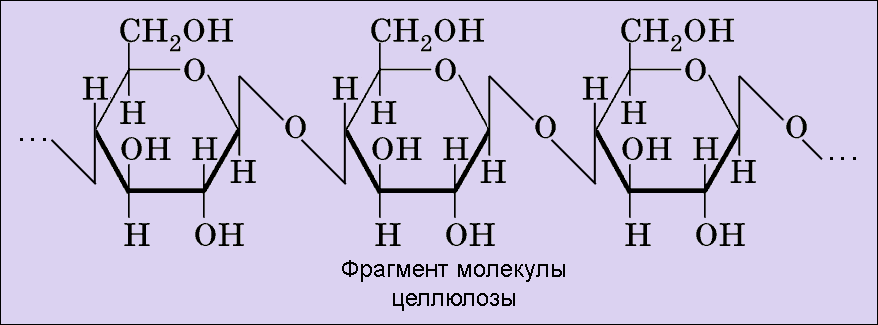 CH₂OH CH₂OH CH₂OH
O O O
H H H
H H H
... O O O ...
OH H OH H OH H
H H H
H OH H OH H OH
Фрагмент молекулы
целлюлозы